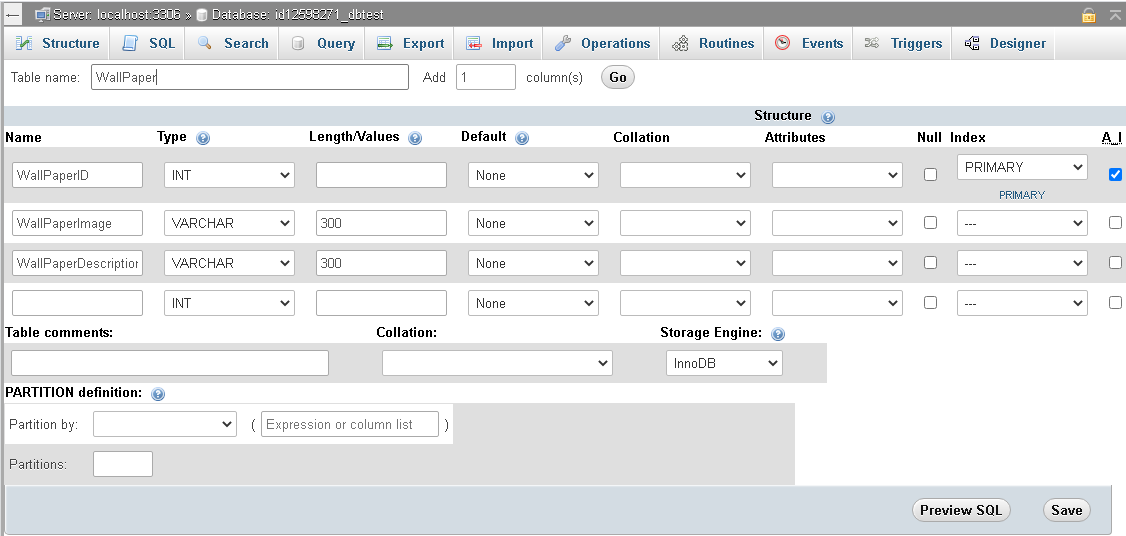 Server: localhost:3306 » Database: id12598271_dbtest
Structure SQL Search Query Export Import Operations Routines Events Triggers Designer
Table name: WallPaper Add 1 column(s) Go
Structure
Name Type Length/Values Default Collation Attributes Null Index A_I
WallPaperID INT None PRIMARY
PRIMARY
WallPaperImage VARCHAR 300 None ---
WallPaperDescription VARCHAR 300 None ---
INT None ---
Table comments: Collation: Storage Engine:
InnoDB
PARTITION definition:
Partition by: ( Expression or column list )
Partitions:
Preview SQL Save